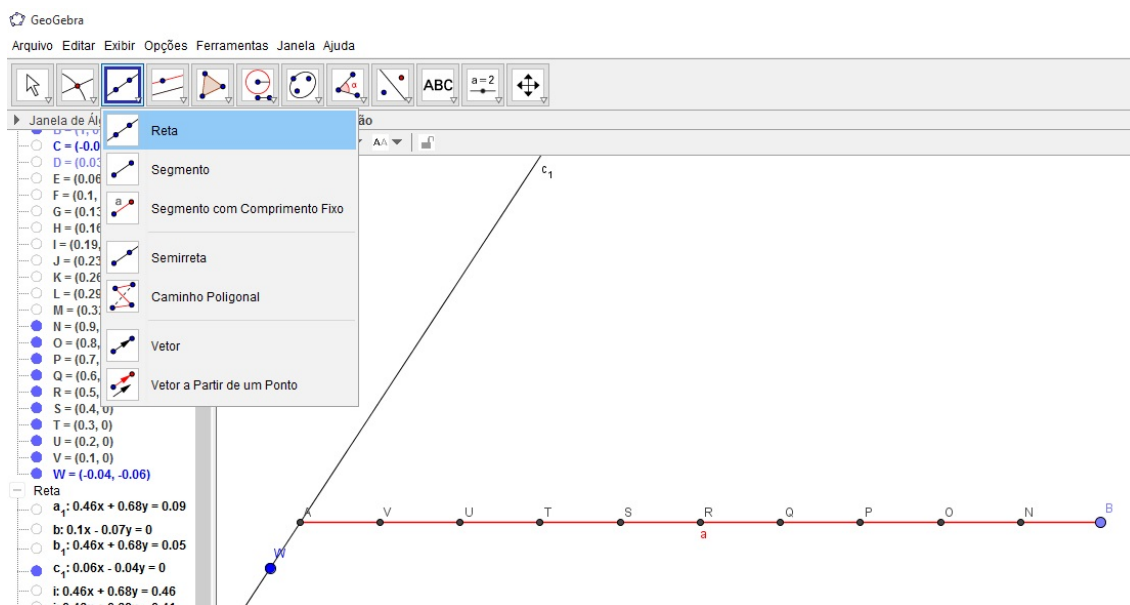 GeoGebra
Arquivo Editar Exibir Opções Ferramentas Janela Ajuda
ABC
a=2
Janela de Ál
ão
AA
C = (-0.0
D = (0.03
E = (0.06
F = (0.1,
G = (0.13
H = (0.16
I = (0.19,
J = (0.23
K = (0.26
L = (0.29
M = (0.3
N = (0.9,
O = (0.8,
P = (0.7,
Q = (0.6,
R = (0.5,
S = (0.4, 0)
T = (0.3, 0)
U = (0.2, 0)
V = (0.1, 0)
W = (-0.04, -0.06)
Reta
a₁: 0.46x + 0.68y = 0.09
b: 0.1x - 0.07y = 0
b₁: 0.46x + 0.68y = 0.05
c₁: 0.06x - 0.04y = 0
i: 0.46x + 0.68y = 0.46
Reta
Segmento
a
Segmento com Comprimento Fixo
Semirreta
Caminho Poligonal
Vetor
Vetor a Partir de um Ponto
c₁
A V U T S R Q P O N B
a
W